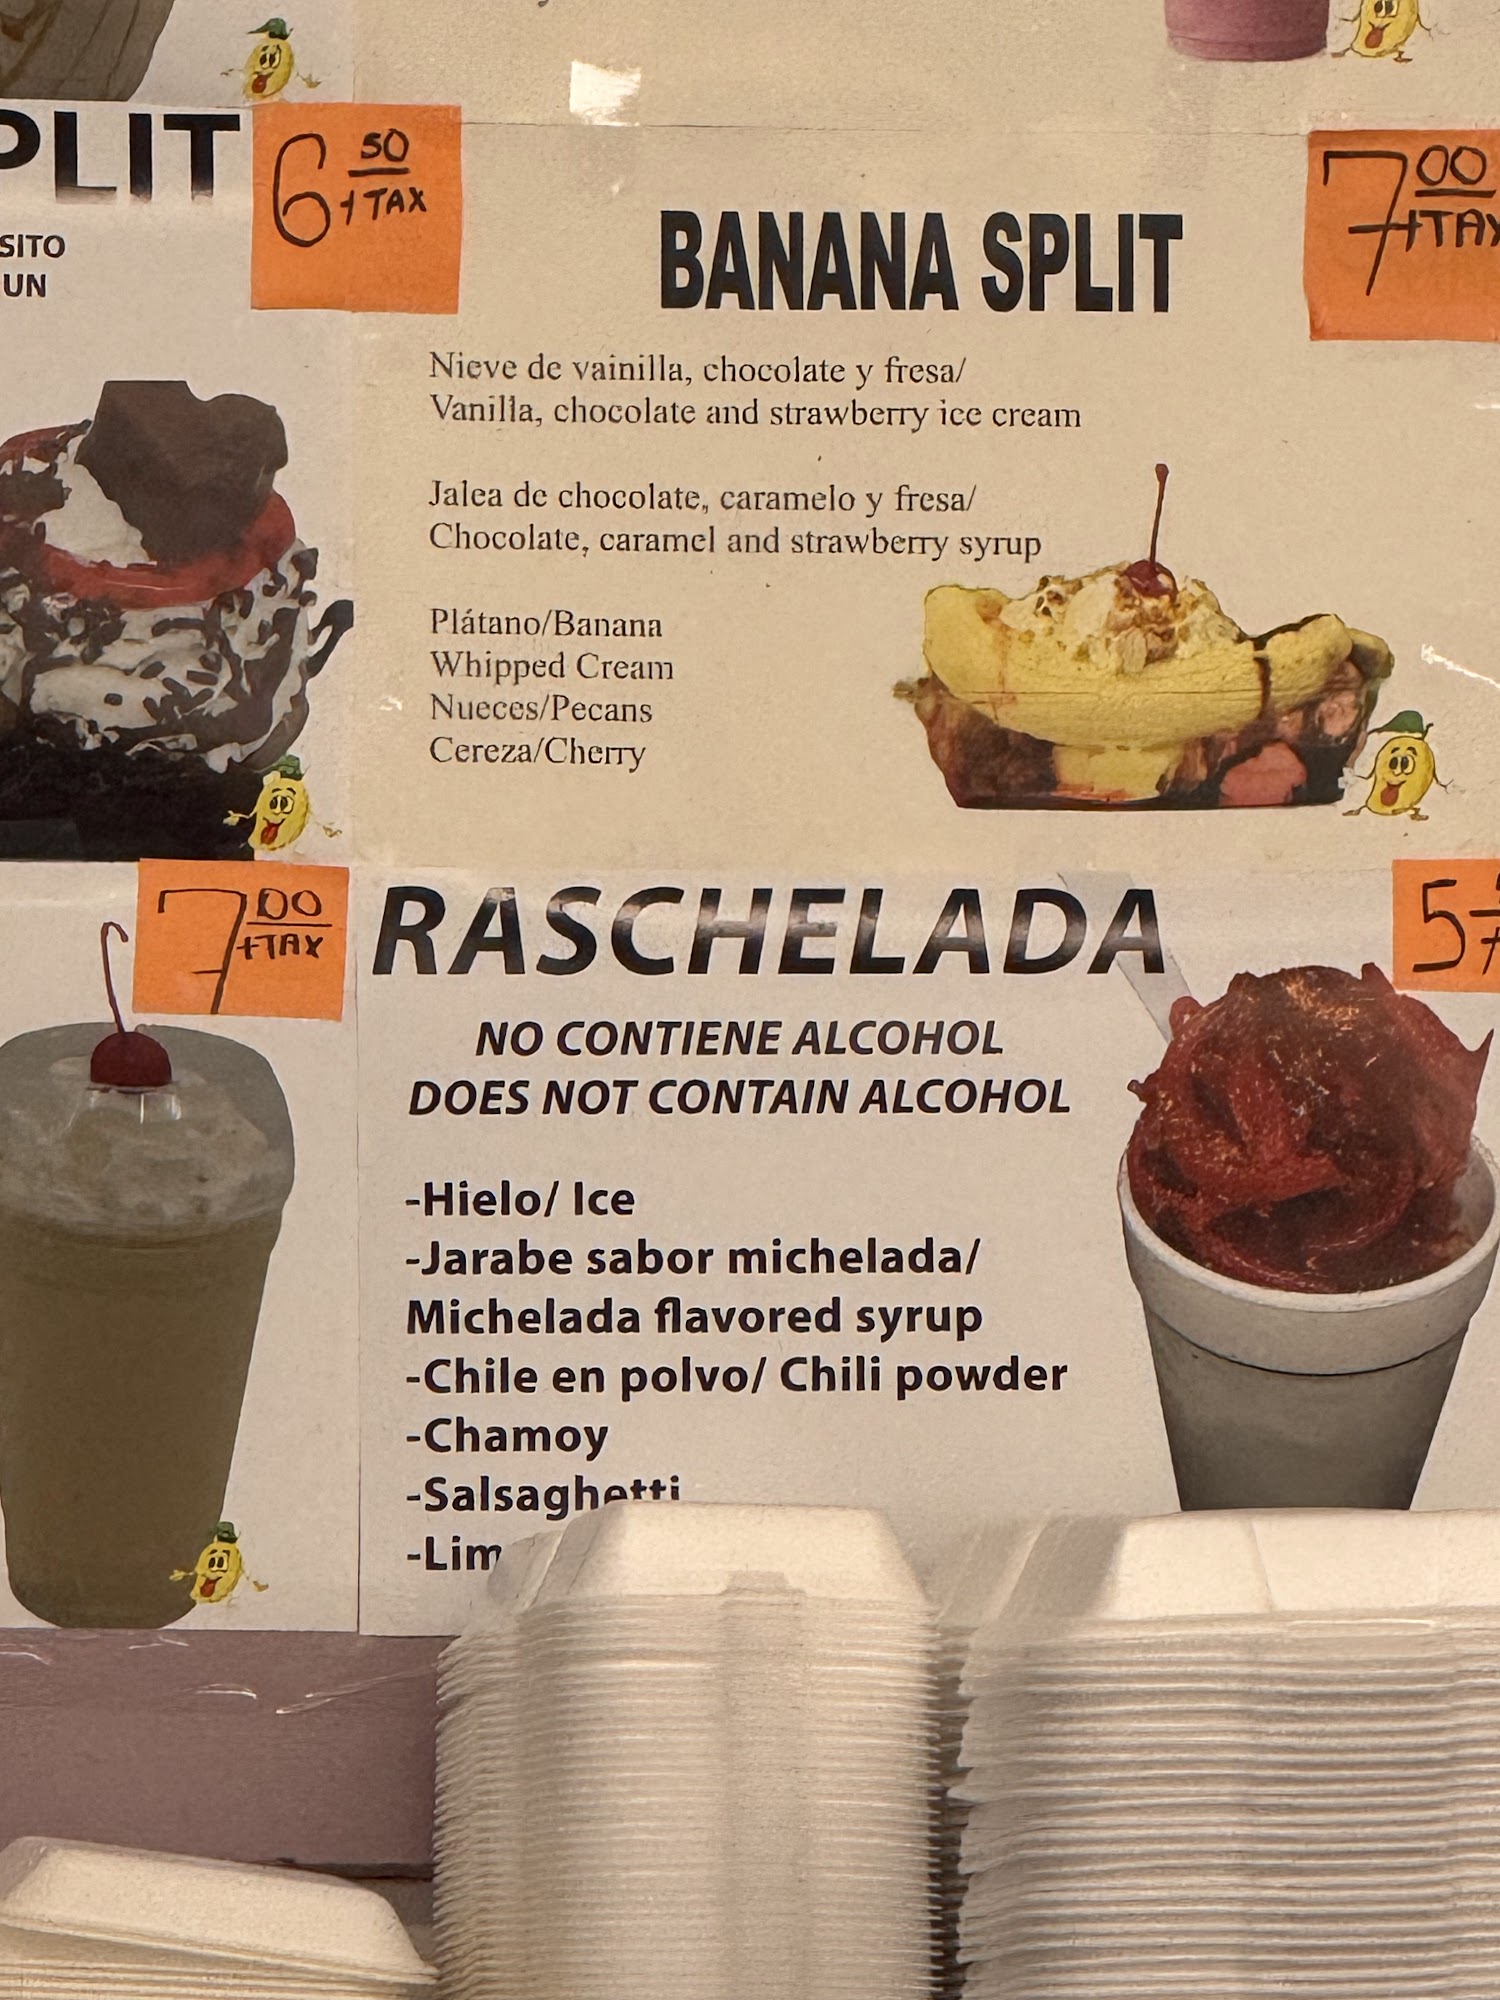 PLIT
6 50
+TAX
SITO
UN
BANANA SPLIT
7 00
+TAX
Nieve de vainilla, chocolate y fresa/
Vanilla, chocolate and strawberry ice cream
Jalea de chocolate, caramelo y fresa/
Chocolate, caramel and strawberry syrup
Plátano/Banana
Whipped Cream
Nueces/Pecans
Cereza/Cherry
7 00
+TAX
RASCHELADA
5
NO CONTIENE ALCOHOL
DOES NOT CONTAIN ALCOHOL
-Hielo/ Ice
-Jarabe sabor michelada/
Michelada flavored syrup
-Chile en polvo/ Chili powder
-Chamoy
-Salsaghetti
-Lim